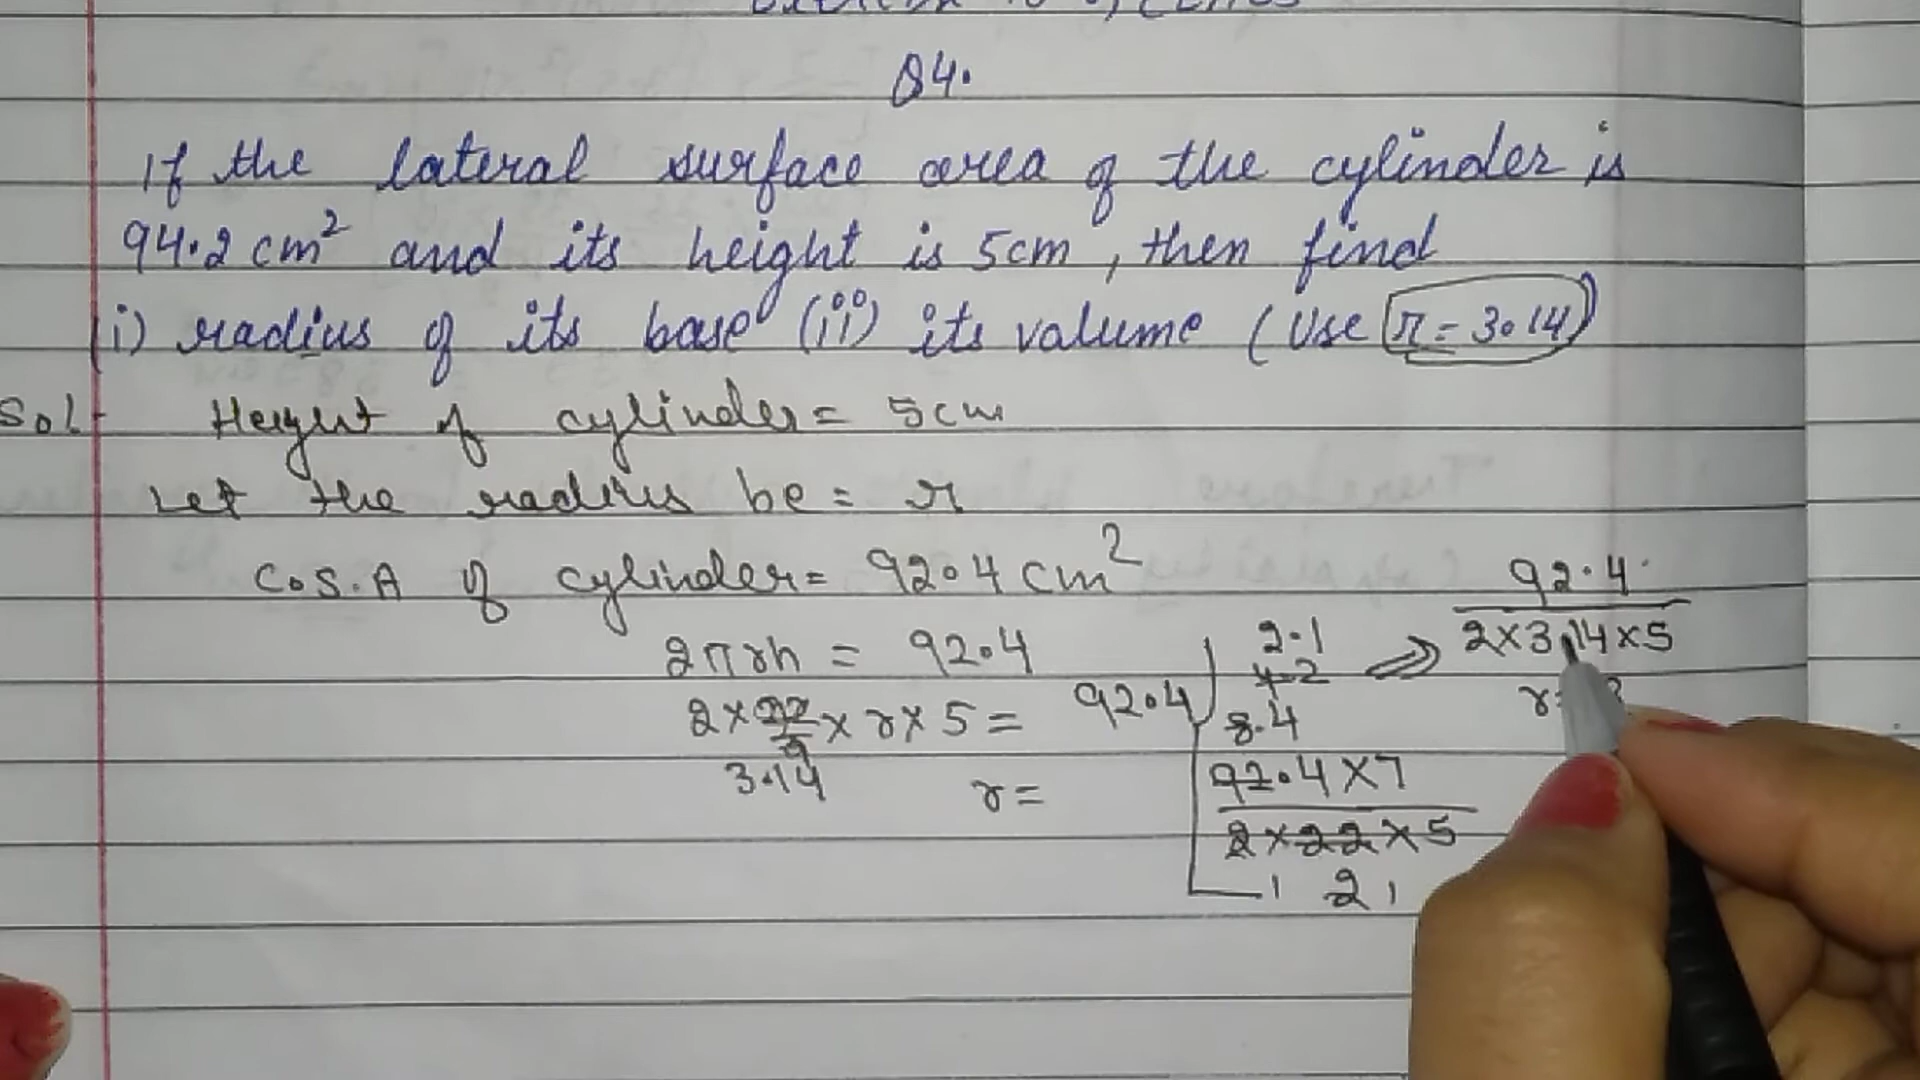 Q4.
If the lateral surface area of the cylinder is
94.2 cm² and its height is 5cm, then find
(i) radius of its base (ii) its valume (Use π = 3.14)
Sol- Height of cylinder = 5cm
Let the radius be = r
C.S.A of cylinder = 92.4 cm²
2πrh = 92.4
2 × 22/7 × r × 5 = 92.4
3.14
r =
2.1
4.2
8.4
92.4 × 7
2 × 22 × 5
1 2 1
⇒ 92.4
2×3.14×5